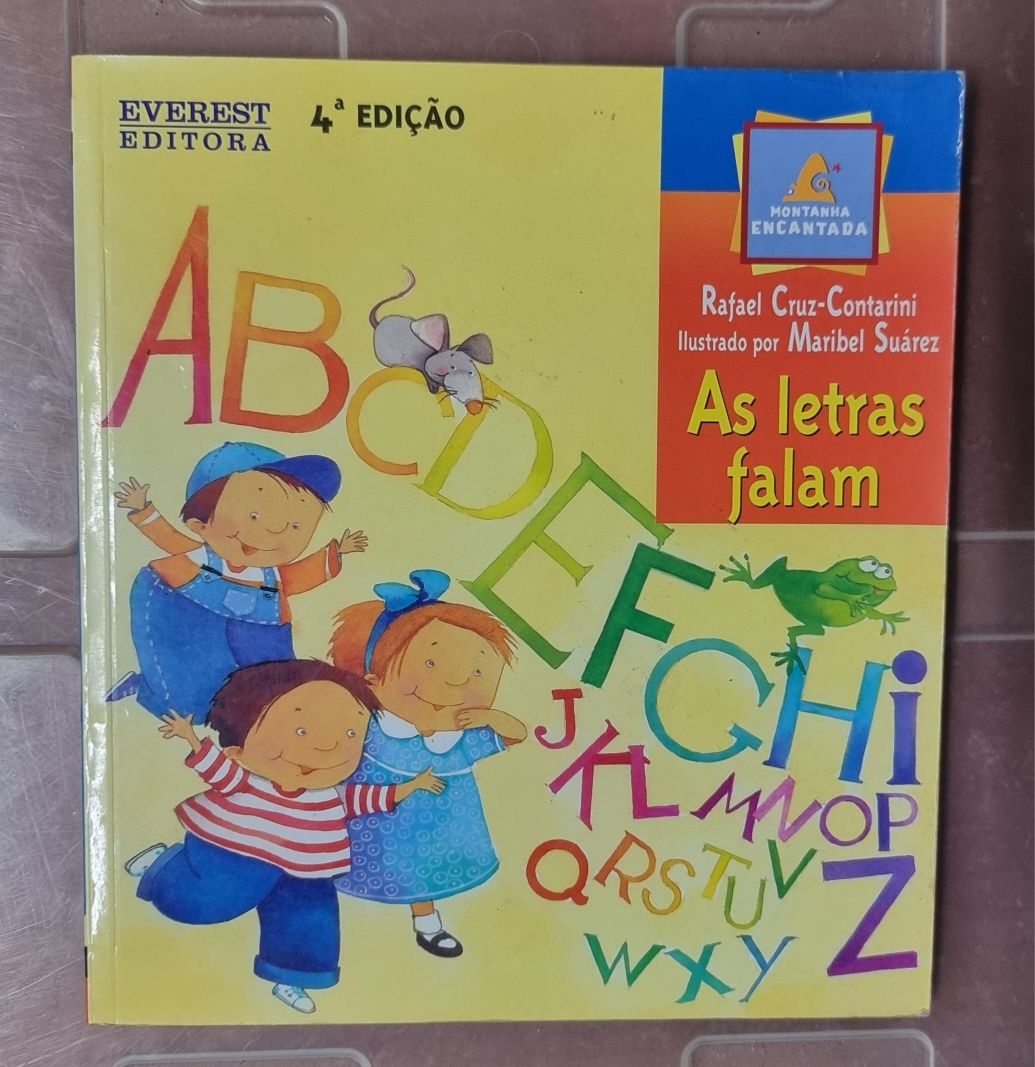 EVEREST
EDITORA
4ª EDIÇÃO
MONTANHA
ENCANTADA
Rafael Cruz-Contarini
Ilustrado por Maribel Suárez
As letras
falam
ABCDEFGHi
JKLMNOP
QRSTUV
WXYZ